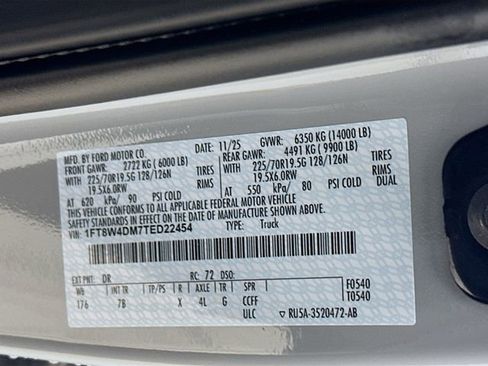 MFD. BY FORD MOTOR CO. 11/25 GVWR: 6350 KG (14000 LB)
FRONT GAWR: 2722 KG (6000 LB) REAR GAWR: 4491 KG (9900 LB)
WITH 225/70R19.5G 128/126N TIRES WITH 225/70R19.5G 128/126N TIRES
19.5X6.0RW RIMS 19.5X6.0RW RIMS
AT 620 kPa/ 90 PSI COLD AT 550 kPa/ 80 PSI COLD DUAL
THIS VEHICLE CONFORMS TO ALL APPLICABLE FEDERAL MOTOR VEHICLE
SAFETY STANDARDS IN EFFECT ON THE DATE OF MANUFACTURE SHOWN ABOVE.
VIN: 1FT8W4DM7TED22454 TYPE: Truck
EXT PNT: DR RC: 72 DSO: F0540
WB INT TR TP/PS R AXLE TR SPR T0540
176 7B X 4L G CCFF
ULC RU5A-3520472-AB